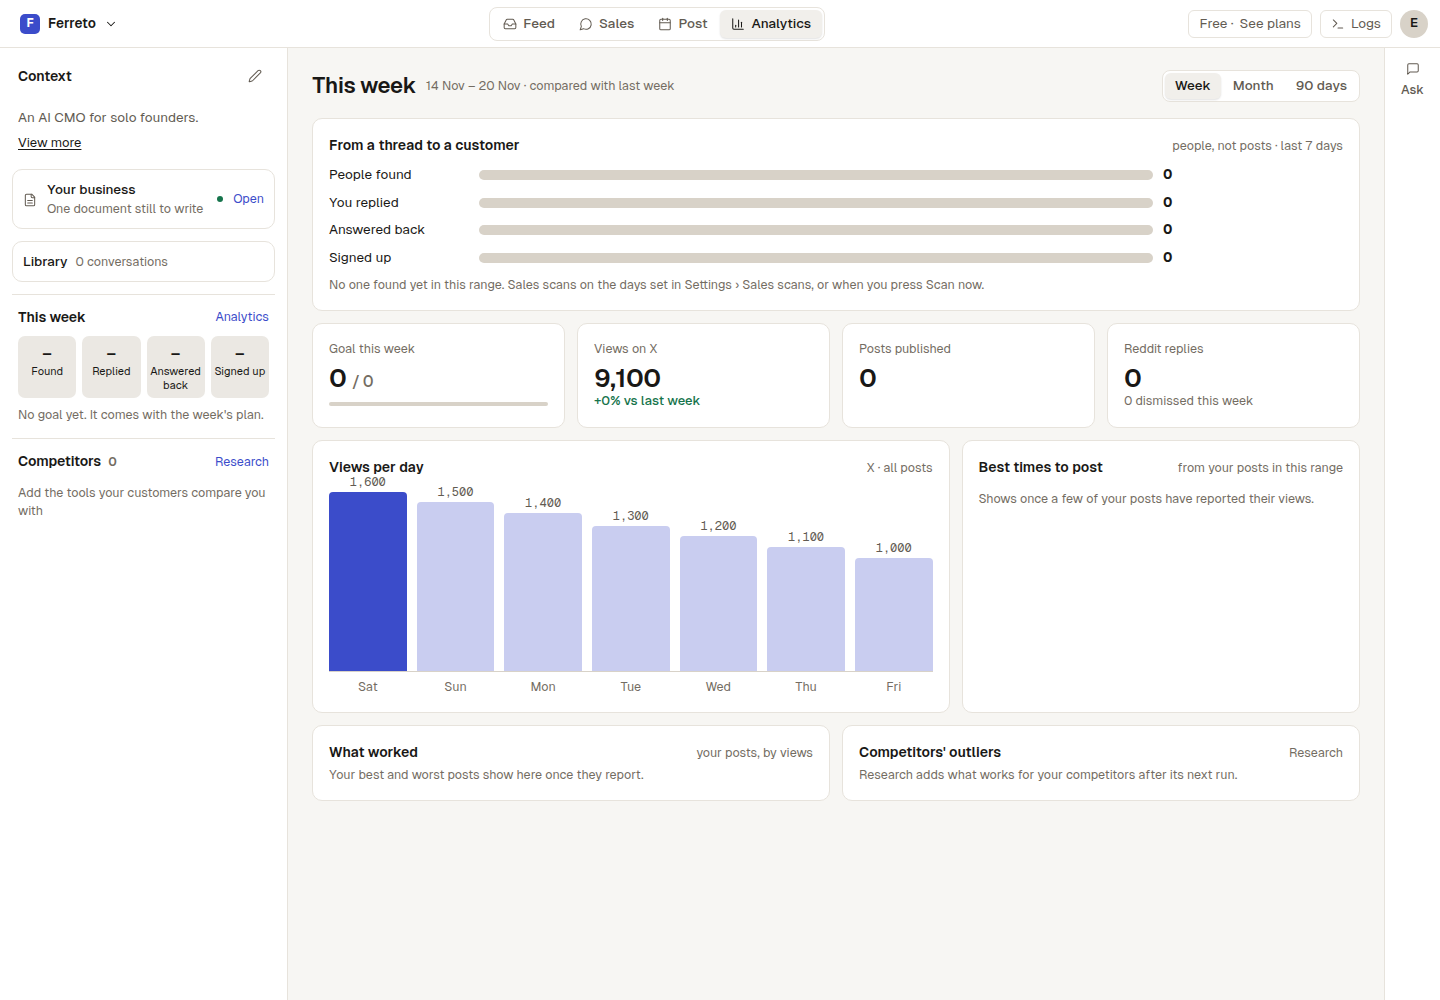 F Ferreto
Feed Sales Post Analytics
Free · See plans
Logs
E
Context
An AI CMO for solo founders.
View more
Your business
One document still to write
Open
Library 0 conversations
This week Analytics
– – – –
Found Replied Answered back Signed up
No goal yet. It comes with the week's plan.
Competitors 0 Research
Add the tools your customers compare you
with
This week 14 Nov – 20 Nov · compared with last week
Week Month 90 days
From a thread to a customer people, not posts · last 7 days
People found 0
You replied 0
Answered back 0
Signed up 0
No one found yet in this range. Sales scans on the days set in Settings › Sales scans, or when you press Scan now.
Goal this week
0 / 0
Views on X
9,100
+0% vs last week
Posts published
0
Reddit replies
0
0 dismissed this week
Views per day X · all posts
1,600 1,500 1,400 1,300 1,200 1,100 1,000
Sat Sun Mon Tue Wed Thu Fri
Best times to post from your posts in this range
Shows once a few of your posts have reported their views.
What worked your posts, by views
Your best and worst posts show here once they report.
Competitors' outliers Research
Research adds what works for your competitors after its next run.
Ask